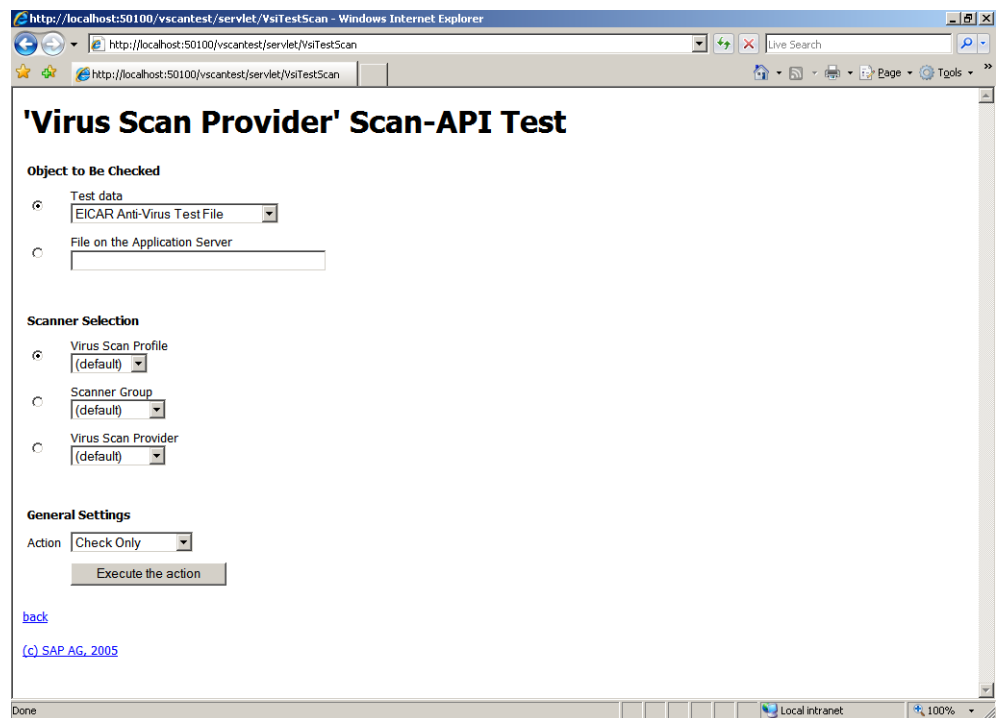 http://localhost:50100/vscantest/servlet/VsiTestScan - Windows Internet Explorer
http://localhost:50100/vscantest/servlet/VsiTestScan
Live Search
http://localhost:50100/vscantest/servlet/VsiTestScan
Page
Tools
'Virus Scan Provider' Scan-API Test
Object to Be Checked
Test data
EICAR Anti-Virus Test File
File on the Application Server
Scanner Selection
Virus Scan Profile
(default)
Scanner Group
(default)
Virus Scan Provider
(default)
General Settings
Action Check Only
Execute the action
back
(c) SAP AG, 2005
Done
Local intranet
100%